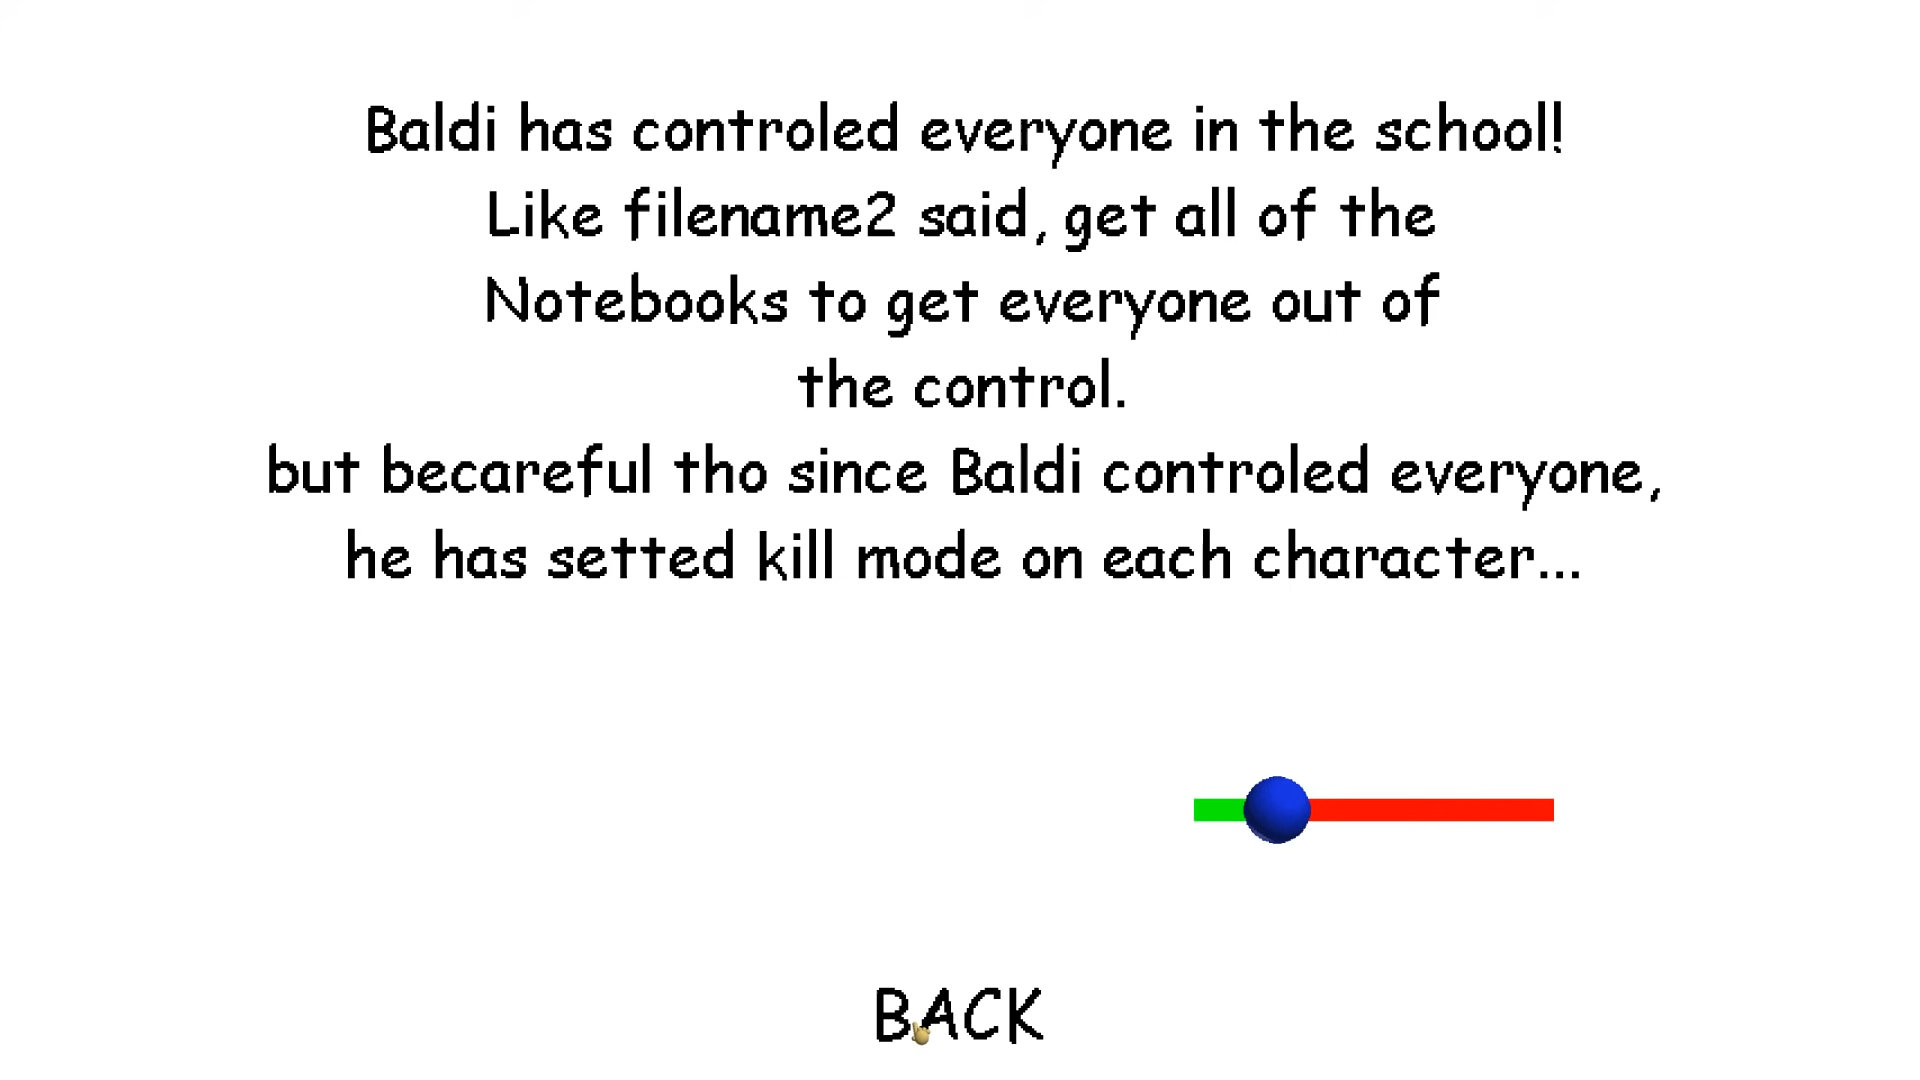 Baldi has controled everyone in the school!
Like filename2 said, get all of the
Notebooks to get everyone out of
the control.
but becareful tho since Baldi controled everyone,
he has setted kill mode on each character...
BACK